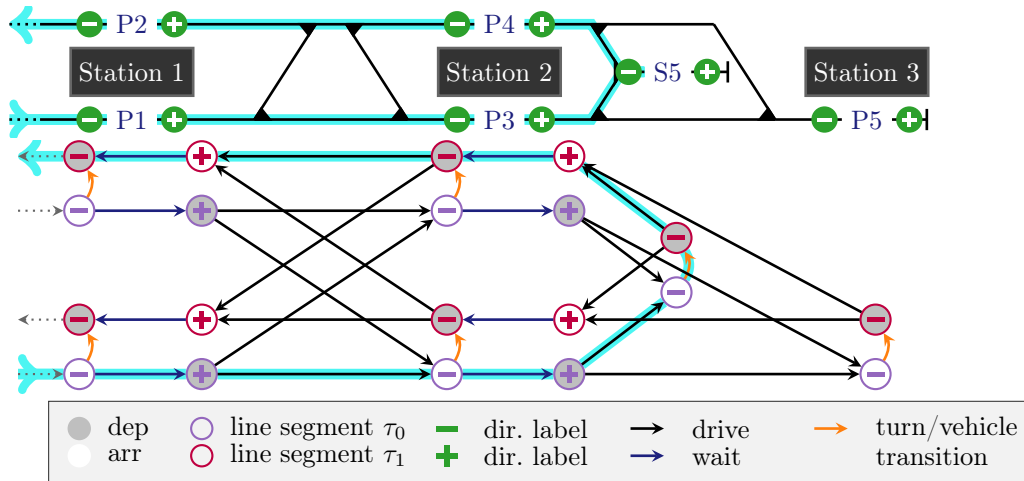 − P2 + − P4 +
Station 1 Station 2 − S5 + Station 3
− P1 + − P3 + − P5 +
− + − +
− + − +
−
−
− + − + −
− + − + −
dep line segment τ0 − dir. label drive turn/vehicle
arr line segment τ1 + dir. label wait transition